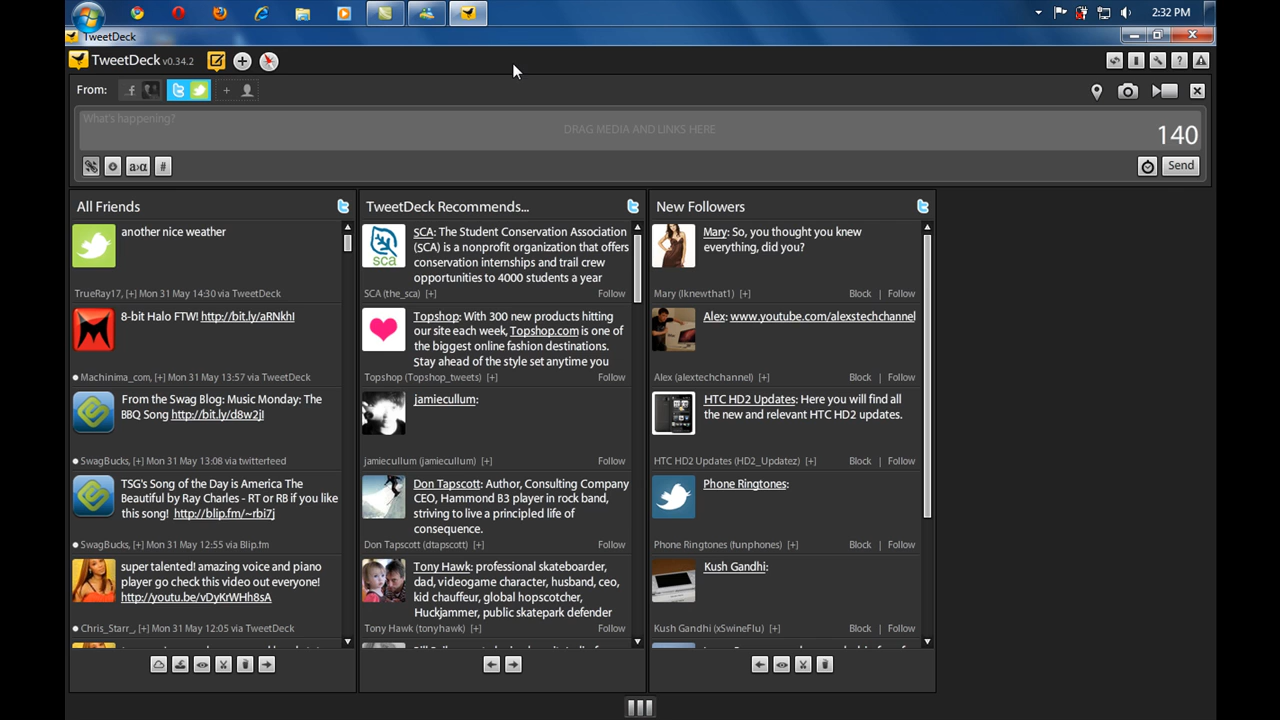 2:32 PM
TweetDeck
TweetDeck v0.34.2
From:
What's happening?
DRAG MEDIA AND LINKS HERE
140
Send
All Friends
another nice weather
TrueRay17, [+] Mon 31 May 14:30 via TweetDeck
8-bit Halo FTW! http://bit.ly/aRNkhI
Machinima_com, [+] Mon 31 May 13:57 via TweetDeck
From the Swag Blog: Music Monday: The
BBQ Song http://bit.ly/d8w2jI
SwagBucks, [+] Mon 31 May 13:08 via twitterfeed
TSG's Song of the Day is America The
Beautiful by Ray Charles - RT or RB if you like
this song! http://blip.fm/~rbi7j
SwagBucks, [+] Mon 31 May 12:55 via Blip.fm
super talented! amazing voice and piano
player go check this video out everyone!
http://youtu.be/vDyKrWHh8sA
Chris_Starr_, [+] Mon 31 May 12:05 via TweetDeck
TweetDeck Recommends...
sca
SCA: The Student Conservation Association
(SCA) is a nonprofit organization that offers
conservation internships and trail crew
opportunities to 4000 students a year
SCA (the_sca) [+] Follow
Topshop: With 300 new products hitting
our site each week, Topshop.com is one of
the biggest online fashion destinations.
Stay ahead of the style set anytime you
Topshop (Topshop_tweets) [+] Follow
jamiecullum:
jamiecullum (jamiecullum) [+] Follow
Don Tapscott: Author, Consulting Company
CEO, Hammond B3 player in rock band,
striving to live a principled life of
consequence.
Don Tapscott (dtapscott) [+] Follow
Tony Hawk: professional skateboarder,
dad, videogame character, husband, ceo,
kid chauffeur, global hopscotcher,
Huckjammer, public skatepark defender
Tony Hawk (tonyhawk) [+] Follow
New Followers
Mary: So, you thought you knew
everything, did you?
Mary (Iknewthat1) [+] Block | Follow
Alex: www.youtube.com/alexstechchannel
Alex (alextechchannel) [+] Block | Follow
HTC HD2 Updates: Here you will find all
the new and relevant HTC HD2 updates.
HTC HD2 Updates (HD2_Updatez) [+] Block | Follow
Phone Ringtones:
Phone Ringtones (funphones) [+] Block | Follow
Kush Gandhi:
Kush Gandhi (xSwineFlu) [+] Block | Follow